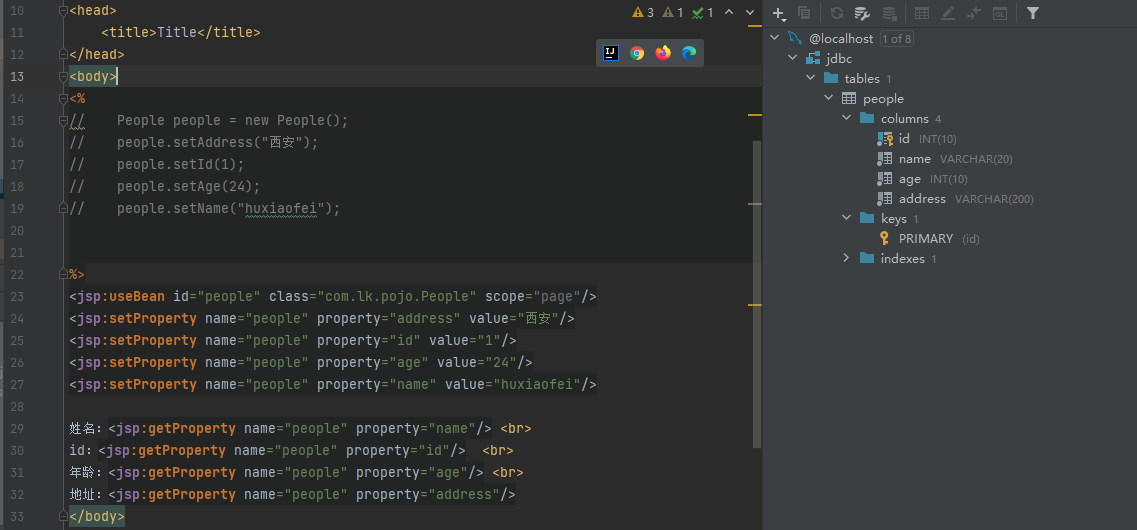 10 <head>
11 <title>Title</title>
12 </head>
13 <body>
14 <%
15 // People people = new People();
16 // people.setAddress("西安");
17 // people.setId(1);
18 // people.setAge(24);
19 // people.setName("huxiaofei");
20
21
22 %>
23 <jsp:useBean id="people" class="com.lk.pojo.People" scope="page"/>
24 <jsp:setProperty name="people" property="address" value="西安"/>
25 <jsp:setProperty name="people" property="id" value="1"/>
26 <jsp:setProperty name="people" property="age" value="24"/>
27 <jsp:setProperty name="people" property="name" value="huxiaofei"/>
28
29 姓名：<jsp:getProperty name="people" property="name"/> <br>
30 id：<jsp:getProperty name="people" property="id"/> <br>
31 年龄：<jsp:getProperty name="people" property="age"/> <br>
32 地址：<jsp:getProperty name="people" property="address"/>
33 </body>
3 1 1
@localhost 1 of 8
jdbc
tables 1
people
columns 4
id INT(10)
name VARCHAR(20)
age INT(10)
address VARCHAR(200)
keys 1
PRIMARY (id)
indexes 1